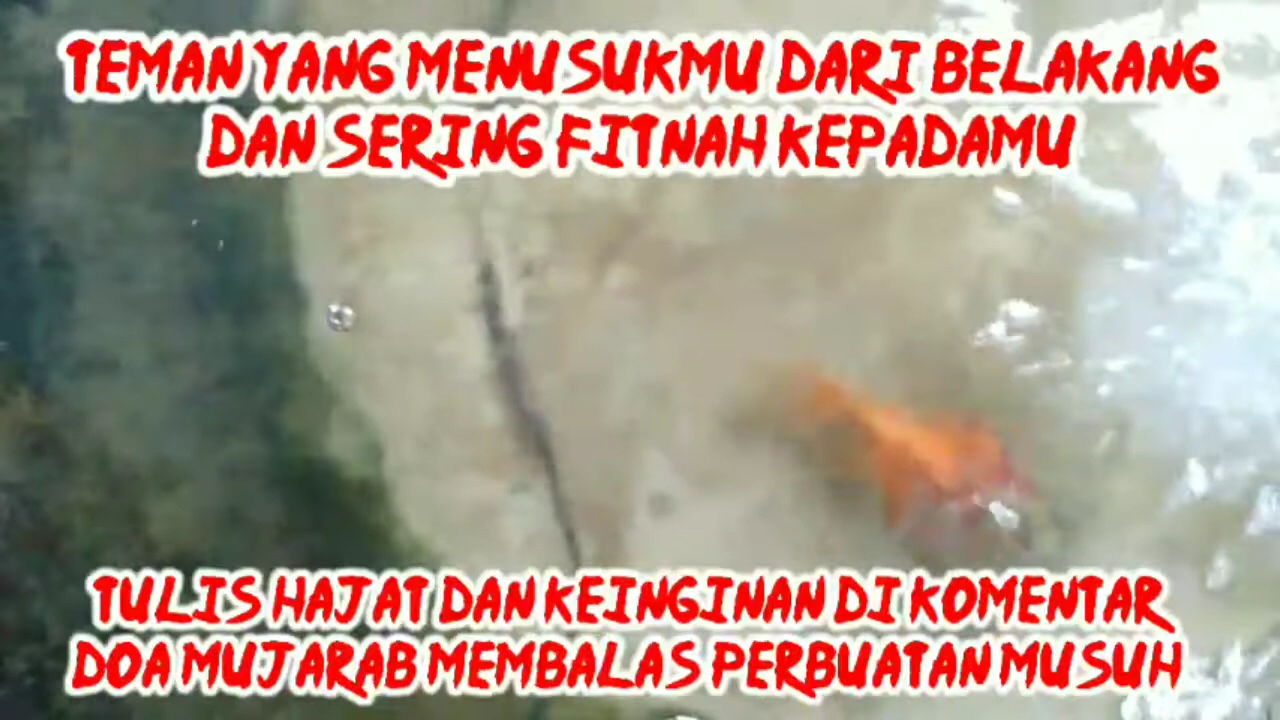 TEMAN YANG MENUSUKMU DARI BELAKANG
DAN SERING FITNAH KEPADAMU
TULIS HAJAT DAN KEINGINAN DI KOMENTAR
DOA MUJARAB MEMBALAS PERBUATAN MUSUH